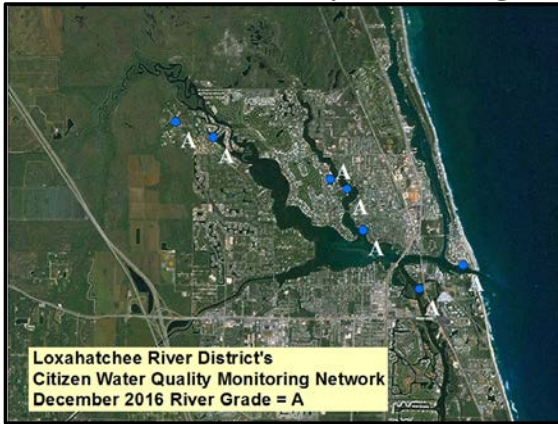 A
A
A
A
A
A
A
Loxahatchee River District's
Citizen Water Quality Monitoring Network
December 2016 River Grade = A